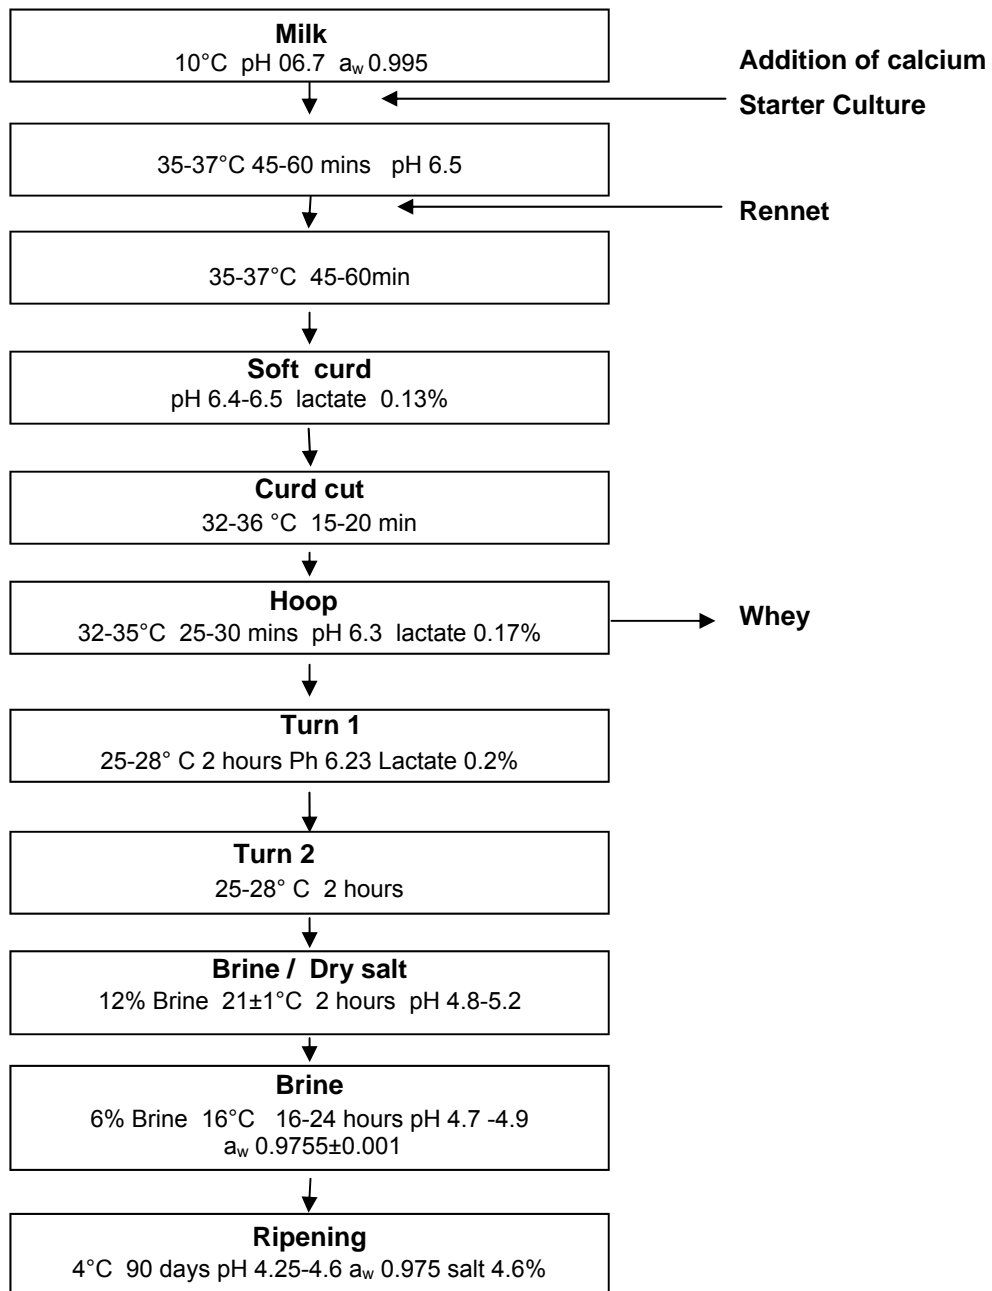 Milk
10°C pH 06.7 aw 0.995
Addition of calcium
Starter Culture
35-37°C 45-60 mins pH 6.5
Rennet
35-37°C 45-60min
Soft curd
pH 6.4-6.5 lactate 0.13%
Curd cut
32-36 °C 15-20 min
Hoop
32-35°C 25-30 mins pH 6.3 lactate 0.17%
Whey
Turn 1
25-28° C 2 hours Ph 6.23 Lactate 0.2%
Turn 2
25-28° C 2 hours
Brine / Dry salt
12% Brine 21±1°C 2 hours pH 4.8-5.2
Brine
6% Brine 16°C 16-24 hours pH 4.7 -4.9
aw 0.9755±0.001
Ripening
4°C 90 days pH 4.25-4.6 aw 0.975 salt 4.6%